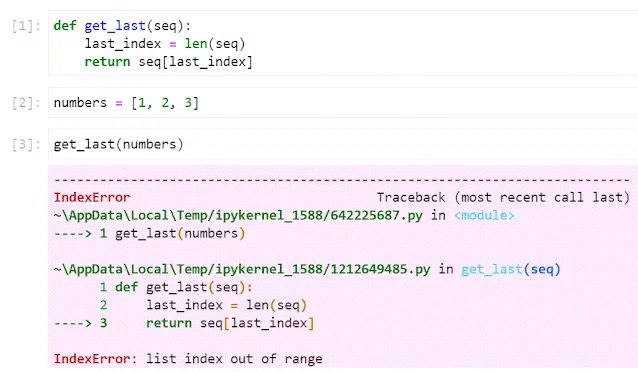 [1]: def get_last(seq):
    last_index = len(seq)
    return seq[last_index]
[2]: numbers = [1, 2, 3]
[3]: get_last(numbers)
---------------------------------------------------------------------------
IndexError                                Traceback (most recent call last)
~\AppData\Local\Temp/ipykernel_1588/642225687.py in <module>
----> 1 get_last(numbers)
~\AppData\Local\Temp/ipykernel_1588/1212649485.py in get_last(seq)
      1 def get_last(seq):
      2     last_index = len(seq)
----> 3     return seq[last_index]
IndexError: list index out of range